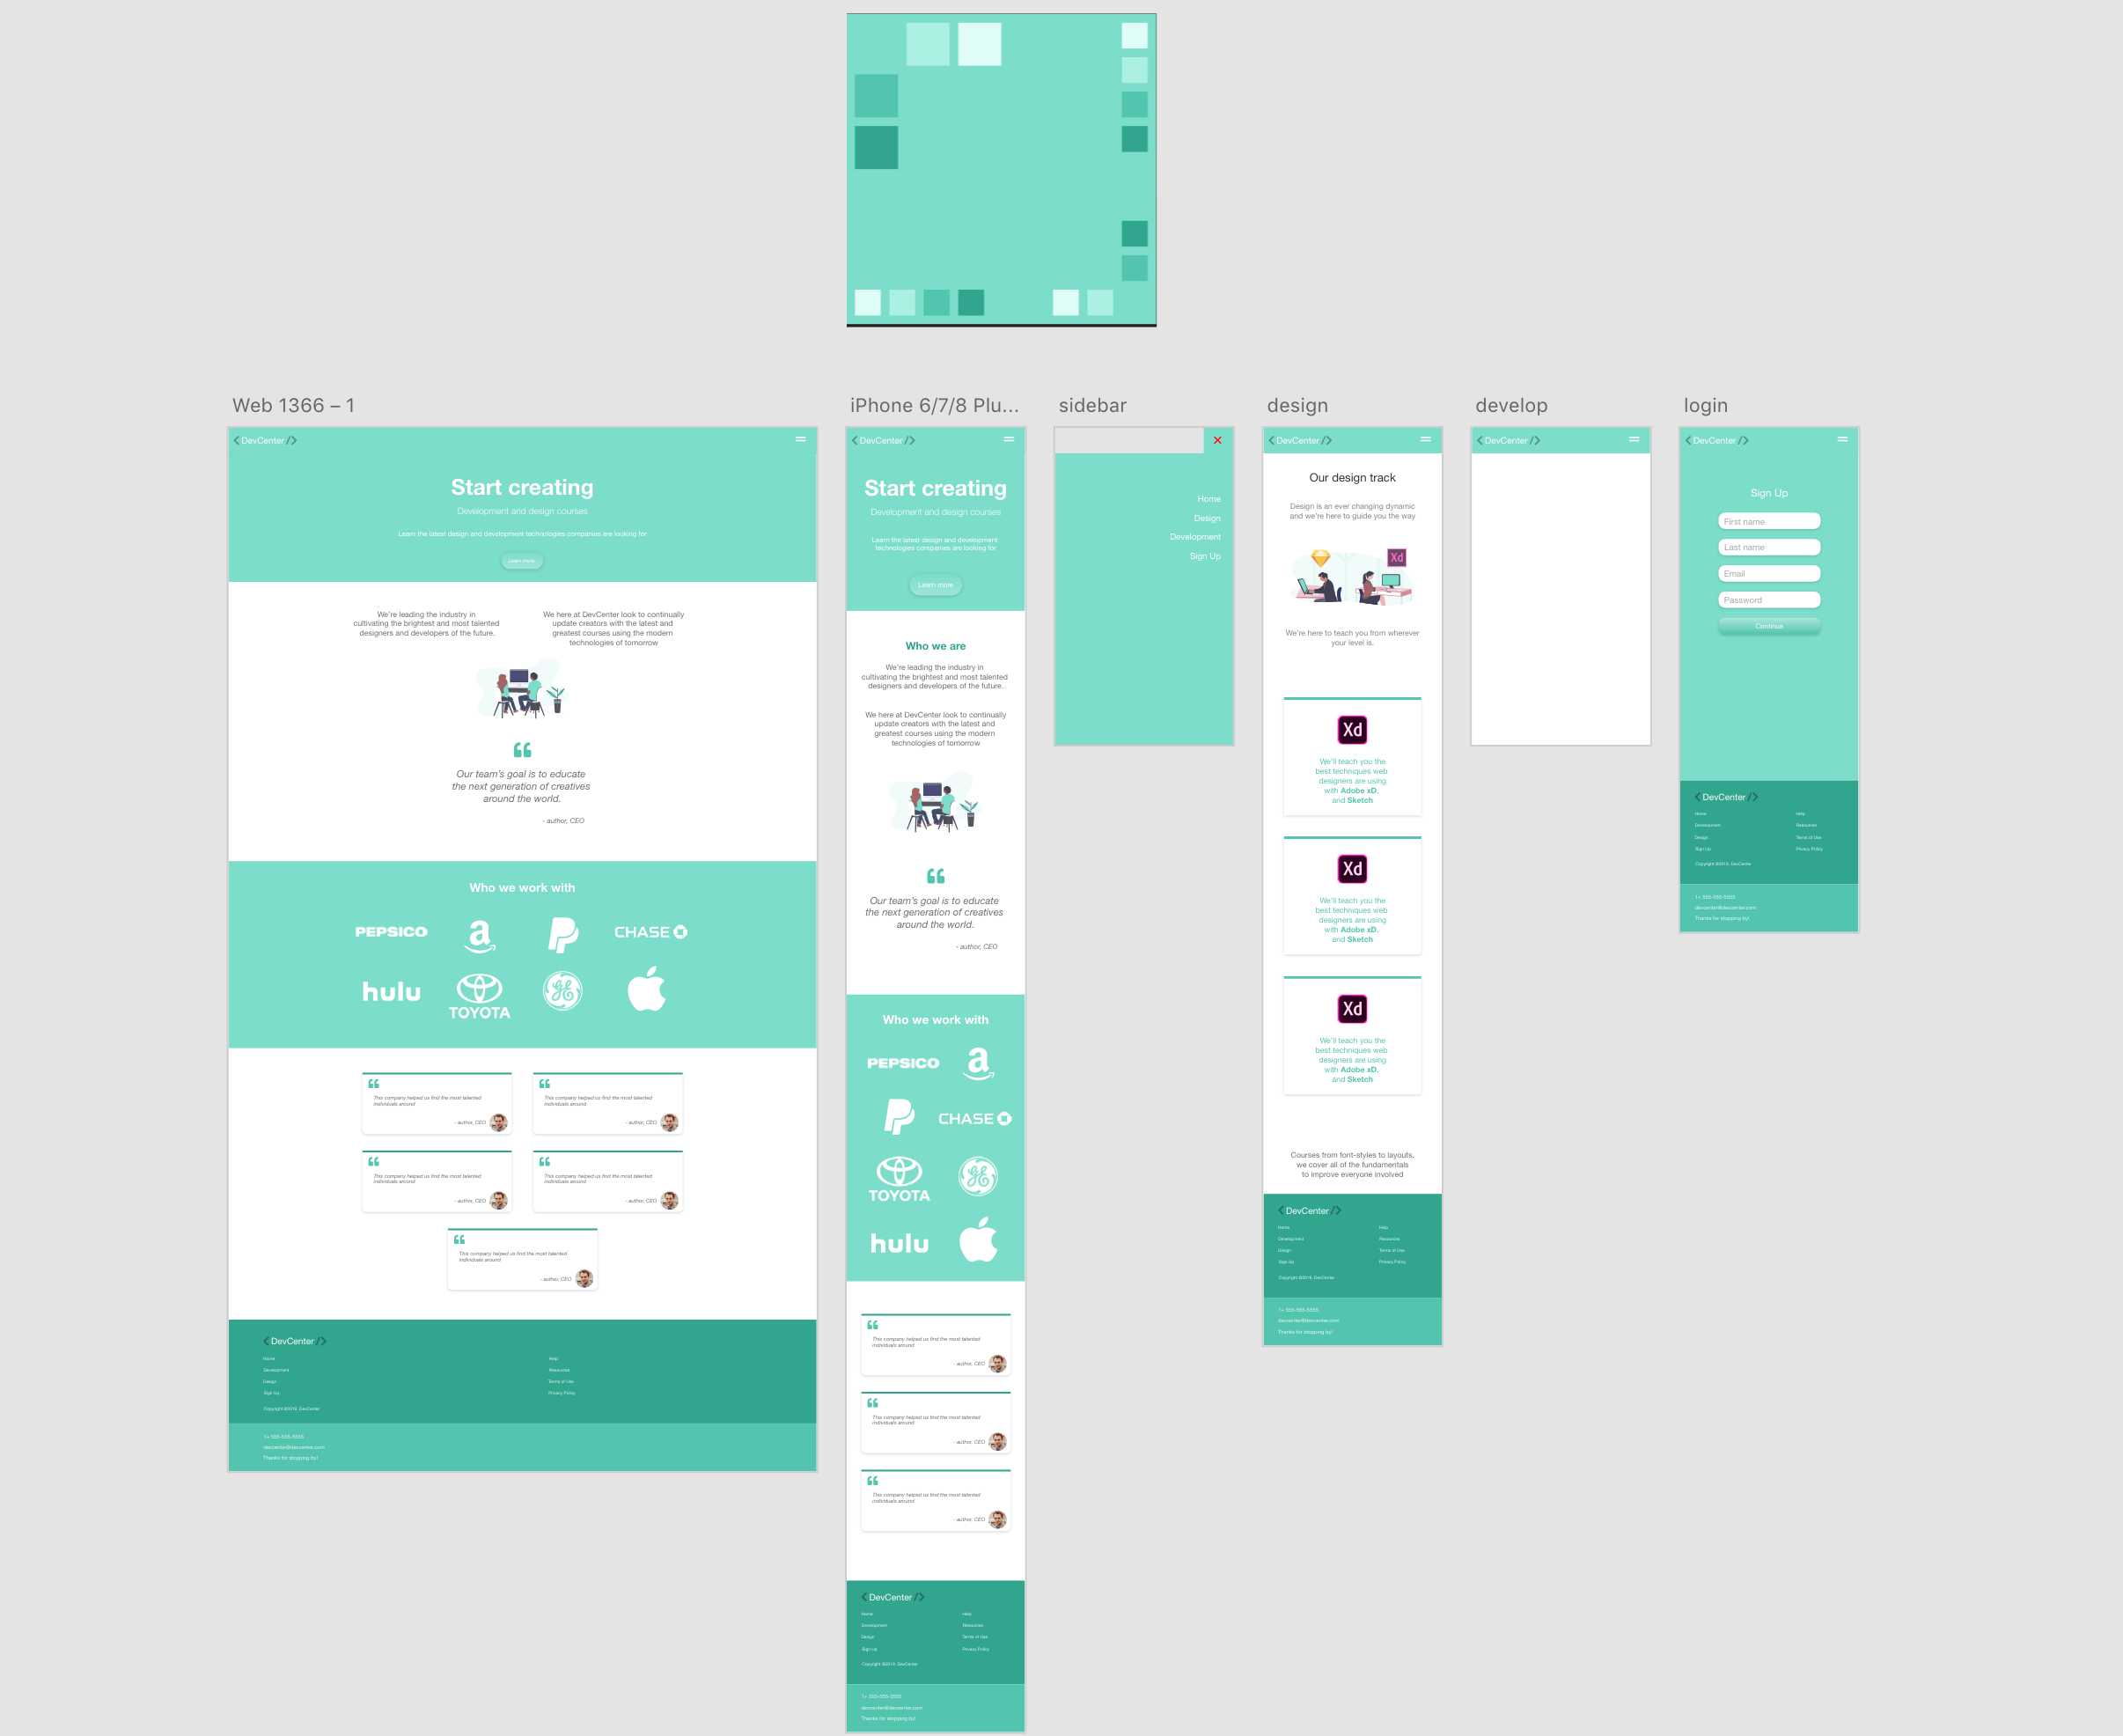 Web 1366 – 1
< DevCenter />
Start creating
Development and design courses
Learn the latest design and development technologies companies are looking for
Learn more
We're leading the industry in
cultivating the brightest and most talented
designers and developers of the future.
We here at DevCenter look to continually
update creators with the latest and
greatest courses using the modern
technologies of tomorrow
Our team's goal is to educate
the next generation of creatives
around the world.
- author, CEO
Who we work with
PEPSICO
a
CHASE
hulu
TOYOTA
GE
This company helped us find the most talented
individuals around
- author, CEO
This company helped us find the most talented
individuals around
- author, CEO
This company helped us find the most talented
individuals around
- author, CEO
This company helped us find the most talented
individuals around
- author, CEO
This company helped us find the most talented
individuals around
- author, CEO
< DevCenter />
Home
Development
Design
Sign Up
Help
Resources
Terms of Use
Privacy Policy
Copyright ©2019, DevCenter
1+ 555-555-5555
devcenter@devcenter.com
Thanks for stopping by!
iPhone 6/7/8 Plu...
< DevCenter />
Start creating
Development and design courses
Learn the latest design and development
technologies companies are looking for
Learn more
Who we are
We're leading the industry in
cultivating the brightest and most talented
designers and developers of the future.
We here at DevCenter look to continually
update creators with the latest and
greatest courses using the modern
technologies of tomorrow
Our team's goal is to educate
the next generation of creatives
around the world.
- author, CEO
Who we work with
PEPSICO
a
CHASE
TOYOTA
GE
hulu
This company helped us find the most talented
individuals around
- author, CEO
This company helped us find the most talented
individuals around
- author, CEO
This company helped us find the most talented
individuals around
- author, CEO
< DevCenter />
Home
Development
Design
Sign Up
Help
Resources
Terms of Use
Privacy Policy
Copyright ©2019, DevCenter
1+ 555-555-5555
devcenter@devcenter.com
Thanks for stopping by!
sidebar
×
Home
Design
Development
Sign Up
design
< DevCenter />
Our design track
Design is an ever changing dynamic
and we're here to guide you the way
Xd
We're here to teach you from wherever
your level is.
Xd
We'll teach you the
best techniques web
designers are using
with Adobe xD,
and Sketch
Xd
We'll teach you the
best techniques web
designers are using
with Adobe xD,
and Sketch
Xd
We'll teach you the
best techniques web
designers are using
with Adobe xD,
and Sketch
Courses from font-styles to layouts,
we cover all of the fundamentals
to improve everyone involved
< DevCenter />
Home
Development
Design
Sign Up
Help
Resources
Terms of Use
Privacy Policy
Copyright ©2019, DevCenter
1+ 555-555-5555
devcenter@devcenter.com
Thanks for stopping by!
develop
< DevCenter />
login
< DevCenter />
Sign Up
First name
Last name
Email
Password
Continue
< DevCenter />
Home
Development
Design
Sign Up
Help
Resources
Terms of Use
Privacy Policy
Copyright ©2019, DevCenter
1+ 555-555-5555
devcenter@devcenter.com
Thanks for stopping by!